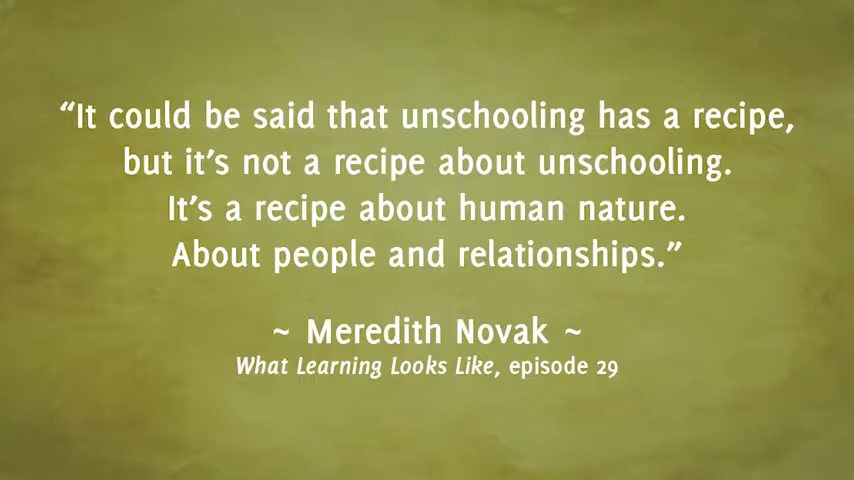 “It could be said that unschooling has a recipe,
but it’s not a recipe about unschooling.
It’s a recipe about human nature.
About people and relationships.”
~ Meredith Novak ~
What Learning Looks Like, episode 29